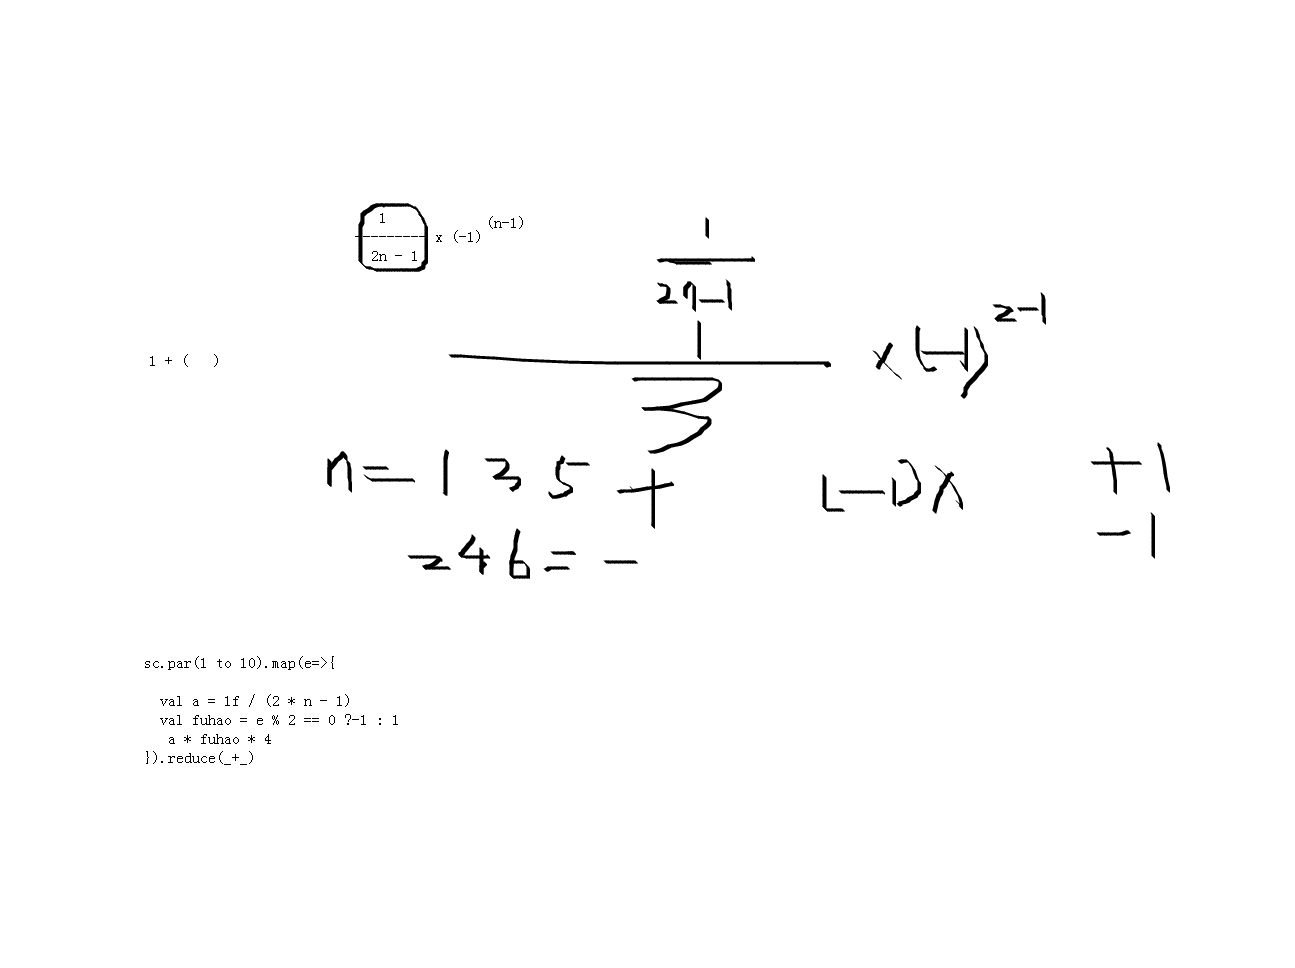 1
--------- x (-1) (n-1)
2n - 1
1
2n-1
1
3
x (-1) 2-1
1 + (   )
n = 1 3 5 +
(-1) x
+1
-1
2 4 6 = -
sc.par(1 to 10).map(e=>{
val a = 1f / (2 * n - 1)
val fuhao = e % 2 == 0 ?-1 : 1
a * fuhao * 4
}).reduce(_+_)